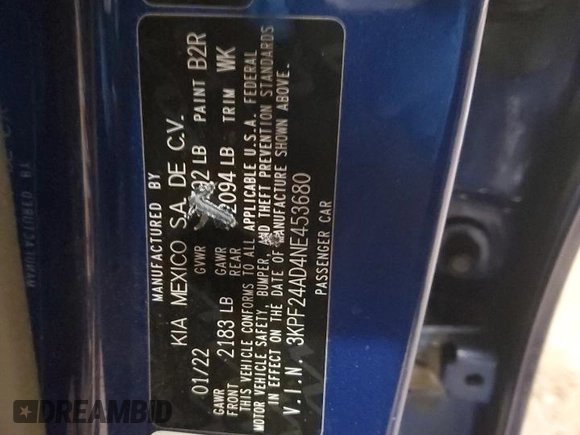 MANUFACTURED BY
KIA MEXICO S.A. DE C.V.
01/22 GVWR LB PAINT B2R
GAWR FRONT 2183 LB GAWR REAR 2094 LB TRIM WK
THIS VEHICLE CONFORMS TO ALL APPLICABLE U.S.A. FEDERAL
MOTOR VEHICLE SAFETY, BUMPER, AND THEFT PREVENTION STANDARDS
IN EFFECT ON THE DATE OF MANUFACTURE SHOWN ABOVE.
V.I.N. 3KPF24AD4NE453680
PASSENGER CAR
DREAMBID